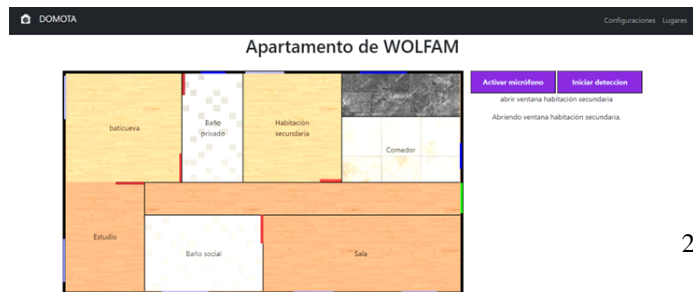 DOMOTA
Configuraciones Lugares
Apartamento de WOLFAM
Activar micrófono Iniciar deteccion
abrir ventana habitación secundaria
Abriendo ventana habitación secundaria.
baticueva
Baño
privado
Habitación
secundaria
Comedor
Estudio
Baño social
Sala
2